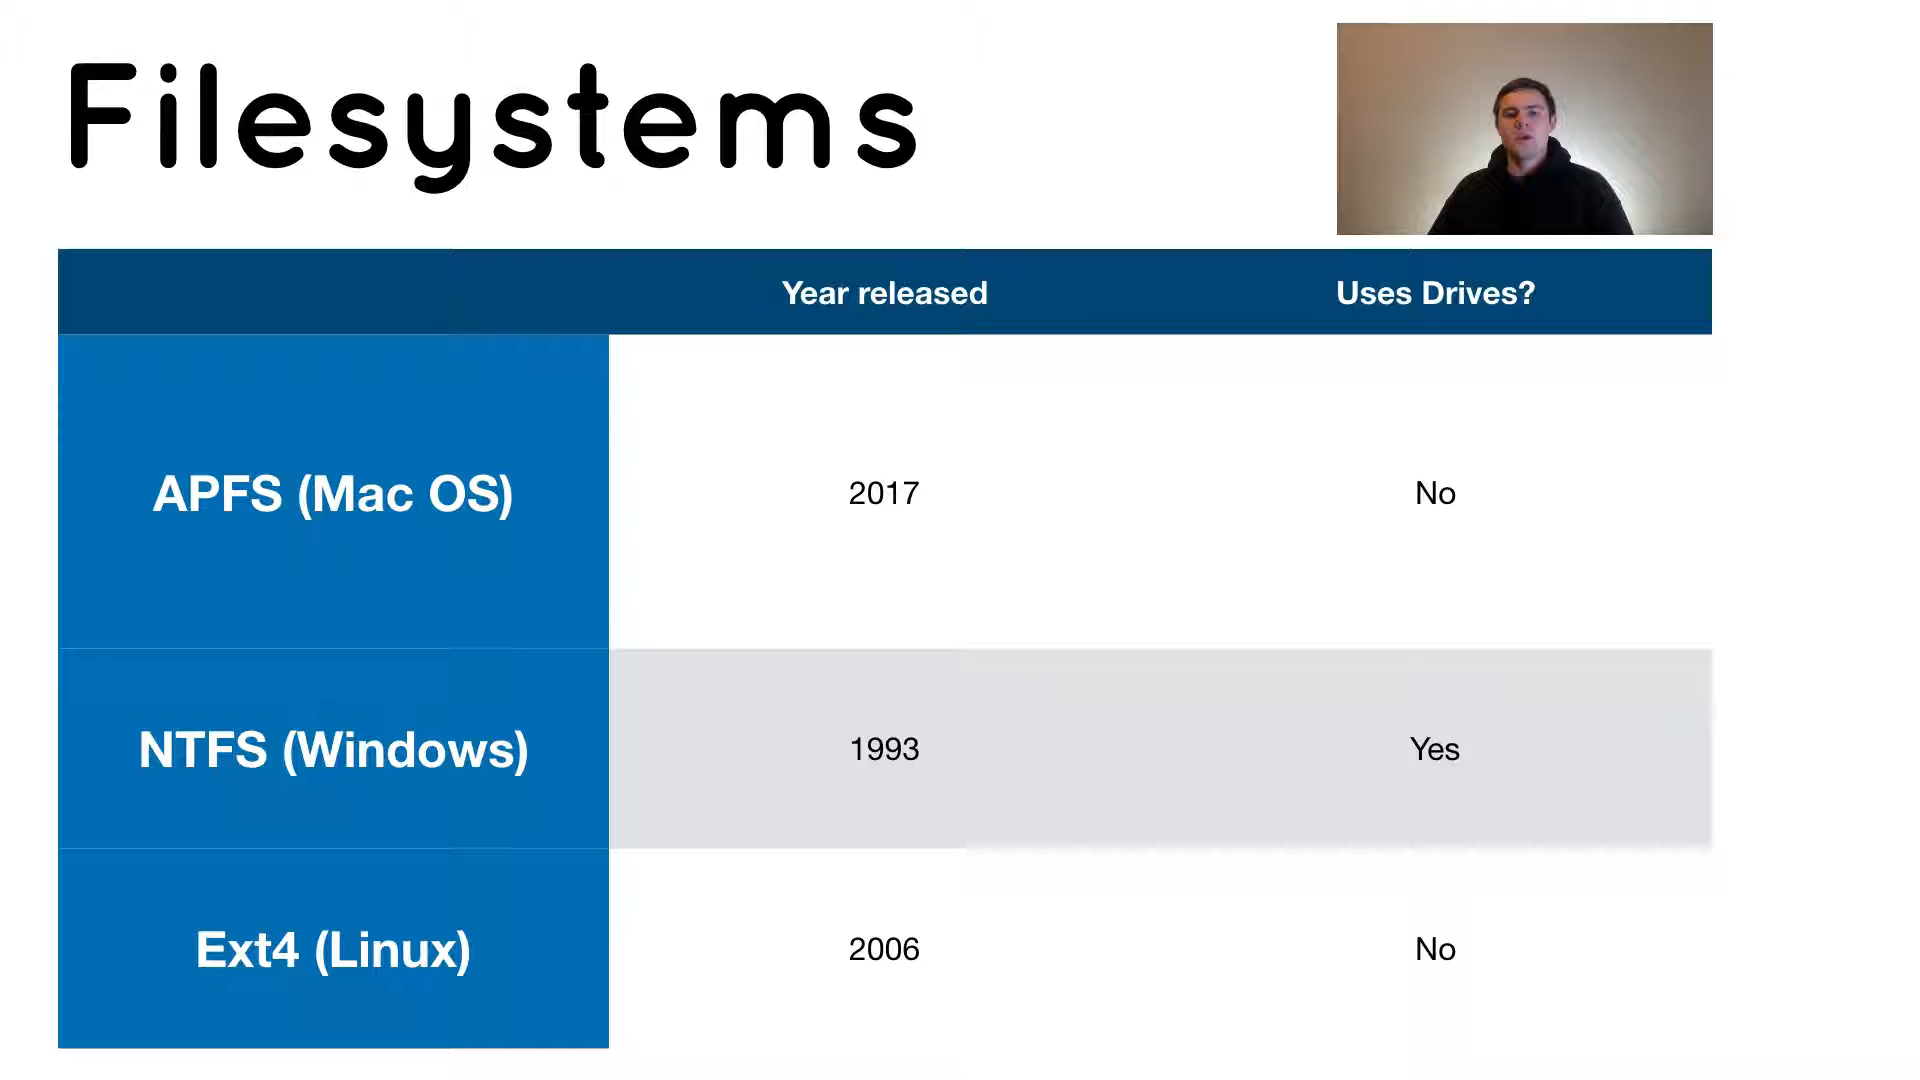 Filesystems
Year released Uses Drives?
APFS (Mac OS) 2017 No
NTFS (Windows) 1993 Yes
Ext4 (Linux) 2006 No